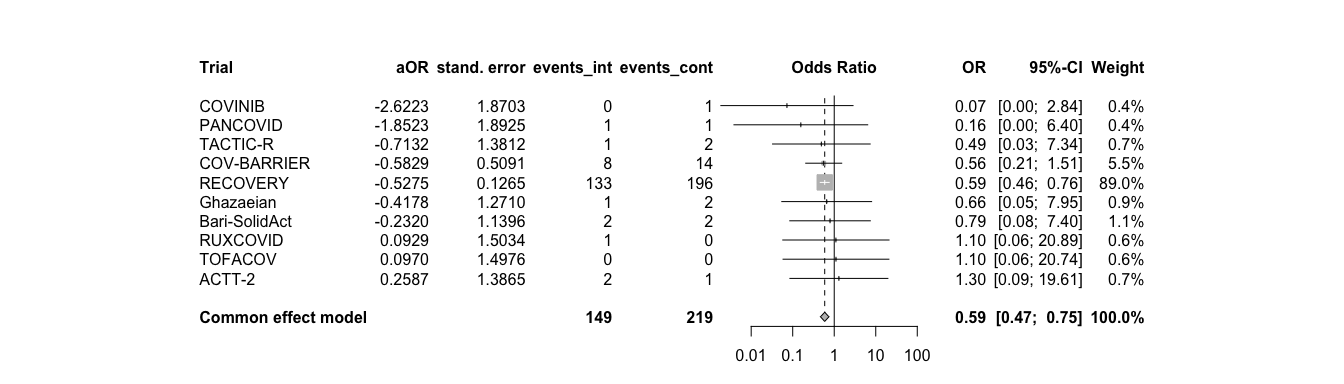 Trial aOR stand. error events_int events_cont Odds Ratio OR 95%-CI Weight
COVINIB -2.6223 1.8703 0 1 0.07 [0.00; 2.84] 0.4%
PANCOVID -1.8523 1.8925 1 1 0.16 [0.00; 6.40] 0.4%
TACTIC-R -0.7132 1.3812 1 2 0.49 [0.03; 7.34] 0.7%
COV-BARRIER -0.5829 0.5091 8 14 0.56 [0.21; 1.51] 5.5%
RECOVERY -0.5275 0.1265 133 196 0.59 [0.46; 0.76] 89.0%
Ghazaeian -0.4178 1.2710 1 2 0.66 [0.05; 7.95] 0.9%
Bari-SolidAct -0.2320 1.1396 2 2 0.79 [0.08; 7.40] 1.1%
RUXCOVID 0.0929 1.5034 1 0 1.10 [0.06; 20.89] 0.6%
TOFACOV 0.0970 1.4976 0 0 1.10 [0.06; 20.74] 0.6%
ACTT-2 0.2587 1.3865 2 1 1.30 [0.09; 19.61] 0.7%
Common effect model 149 219 0.59 [0.47; 0.75] 100.0%
0.01 0.1 1 10 100